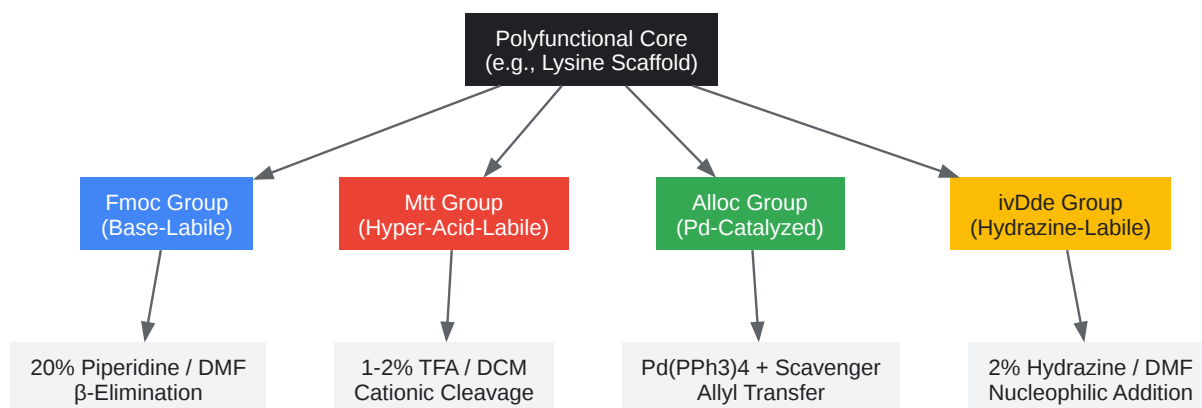 Polyfunctional Core
(e.g., Lysine Scaffold)
Fmoc Group
(Base-Labile)
Mtt Group
(Hyper-Acid-Labile)
Alloc Group
(Pd-Catalyzed)
ivDde Group
(Hydrazine-Labile)
20% Piperidine / DMF
β-Elimination
1-2% TFA / DCM
Cationic Cleavage
Pd(PPh3)4 + Scavenger
Allyl Transfer
2% Hydrazine / DMF
Nucleophilic Addition